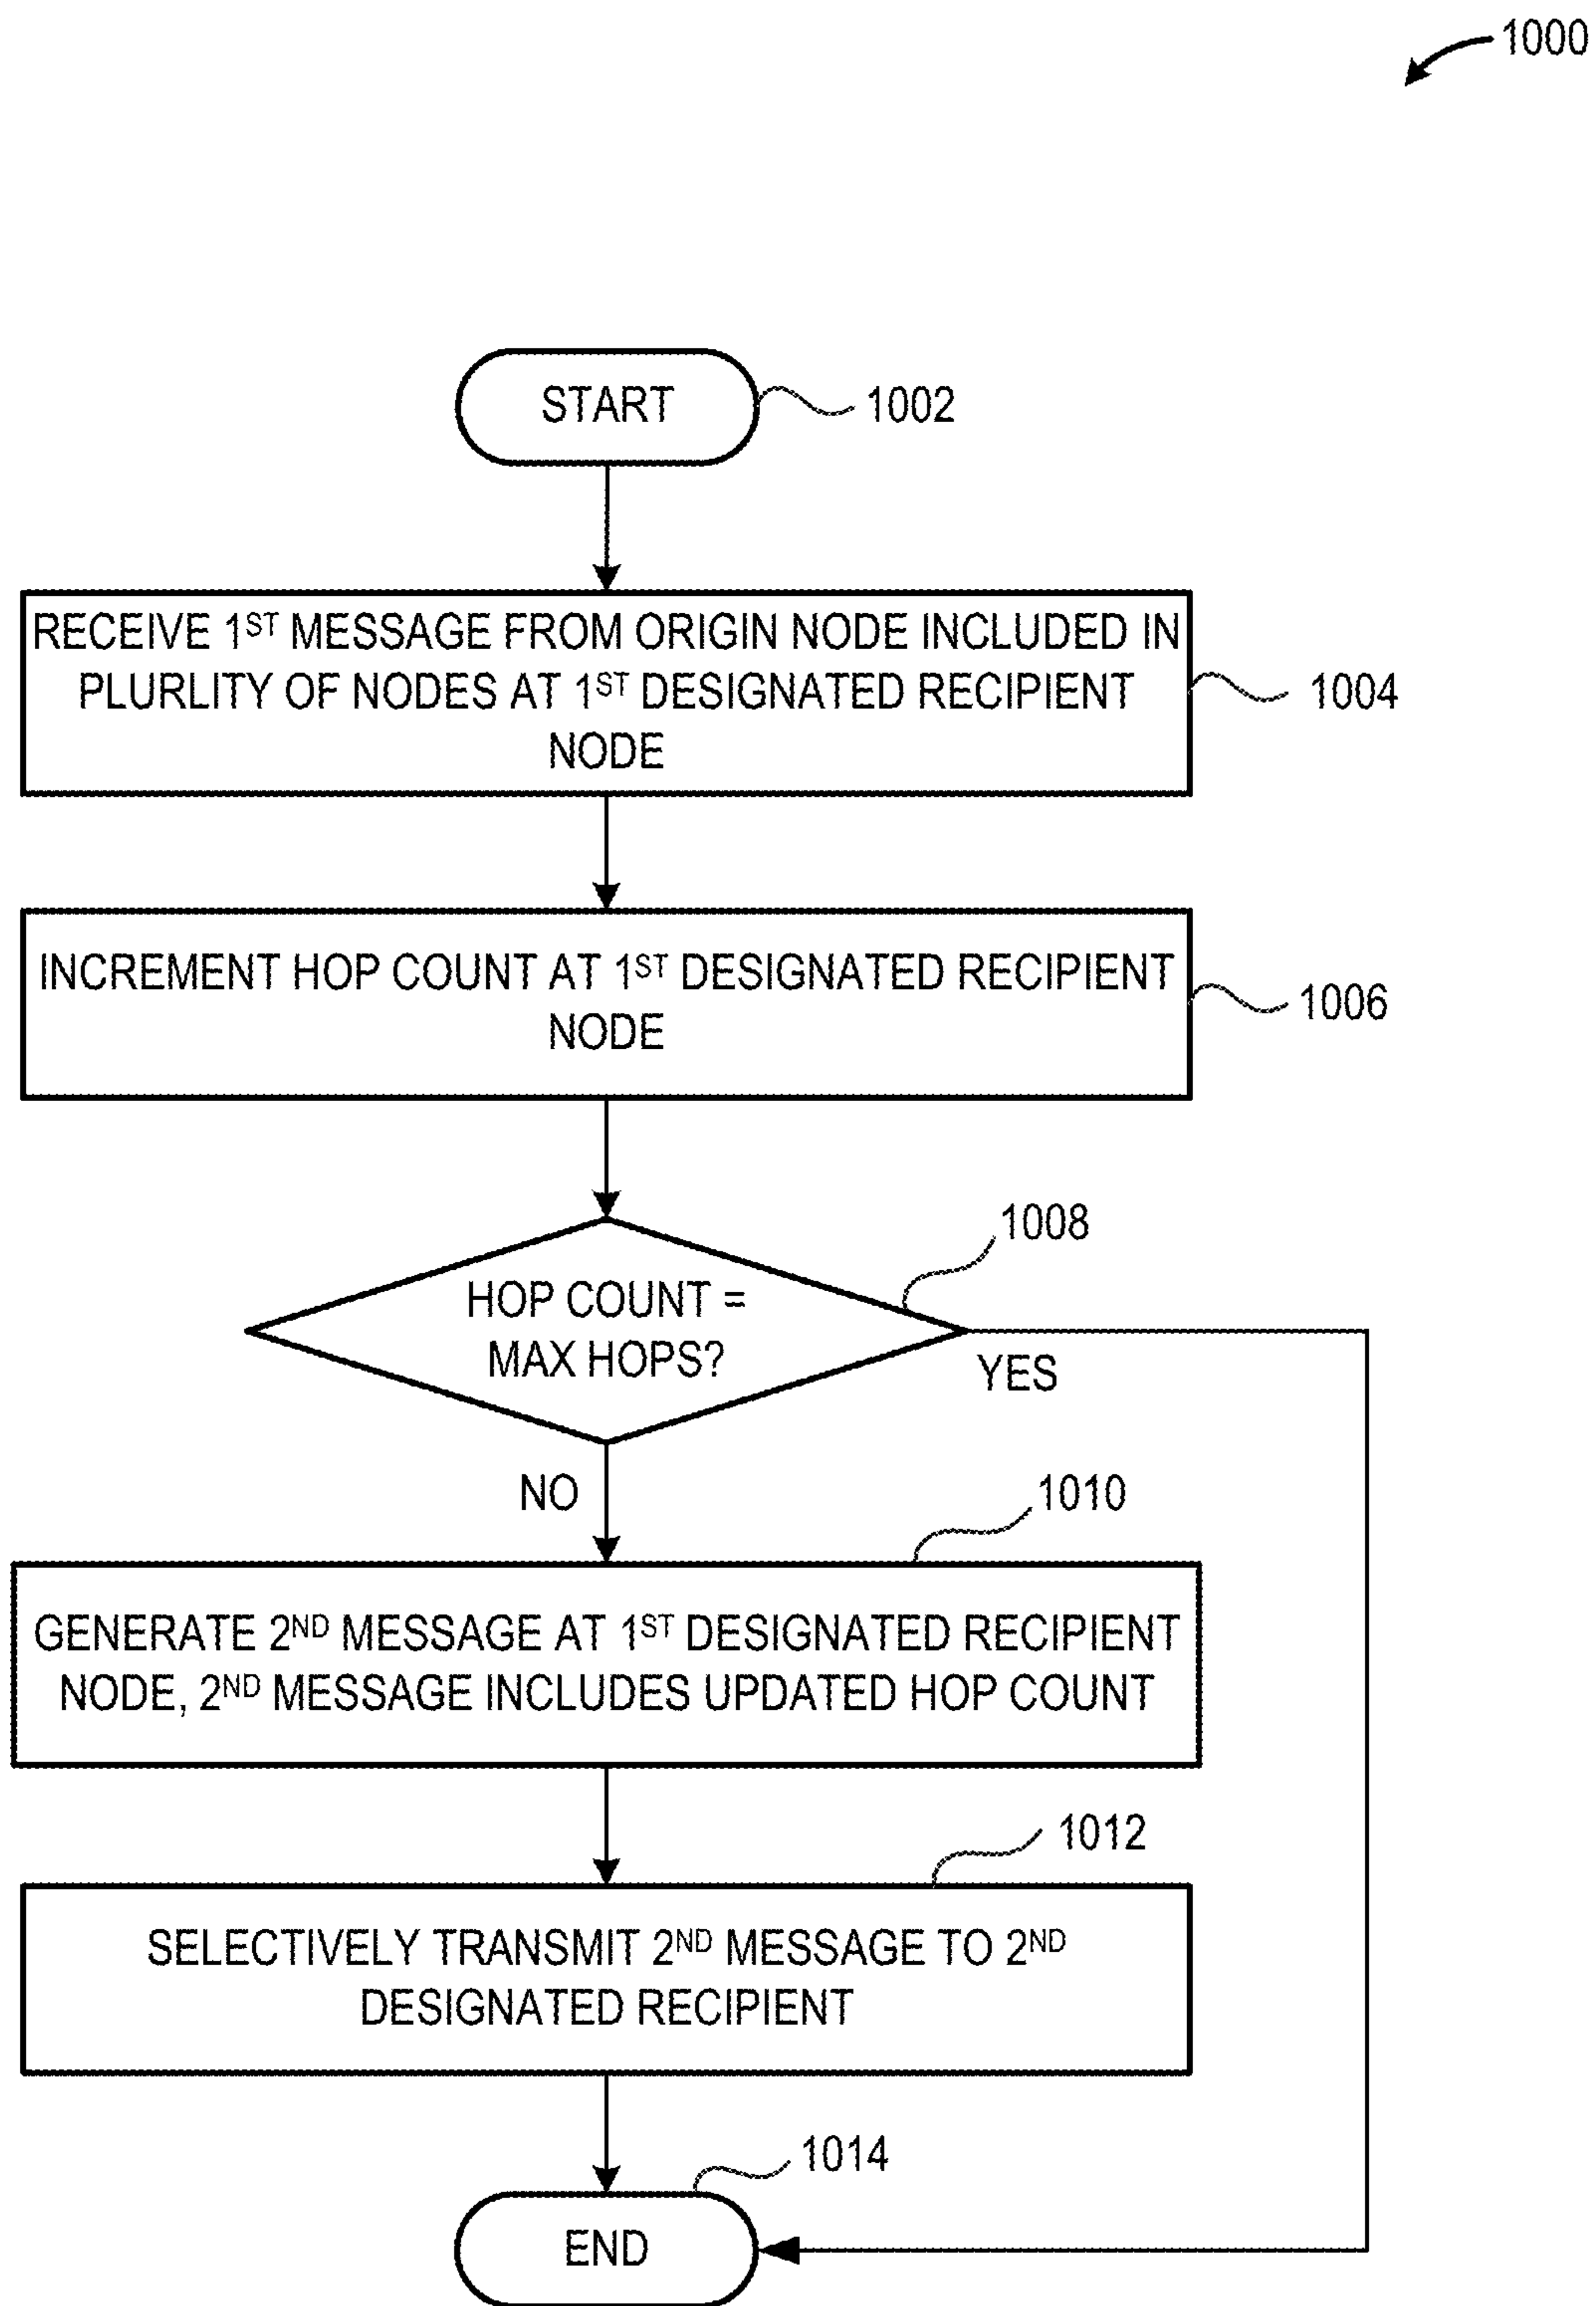 1000
START
1002
RECEIVE 1ST MESSAGE FROM ORIGIN NODE INCLUDED IN
PLURLITY OF NODES AT 1ST DESIGNATED RECIPIENT
NODE
1004
INCREMENT HOP COUNT AT 1ST DESIGNATED RECIPIENT
NODE
1006
1008
HOP COUNT =
MAX HOPS?
YES
NO
1010
GENERATE 2ND MESSAGE AT 1ST DESIGNATED RECIPIENT
NODE, 2ND MESSAGE INCLUDES UPDATED HOP COUNT
1012
SELECTIVELY TRANSMIT 2ND MESSAGE TO 2ND
DESIGNATED RECIPIENT
1014
END